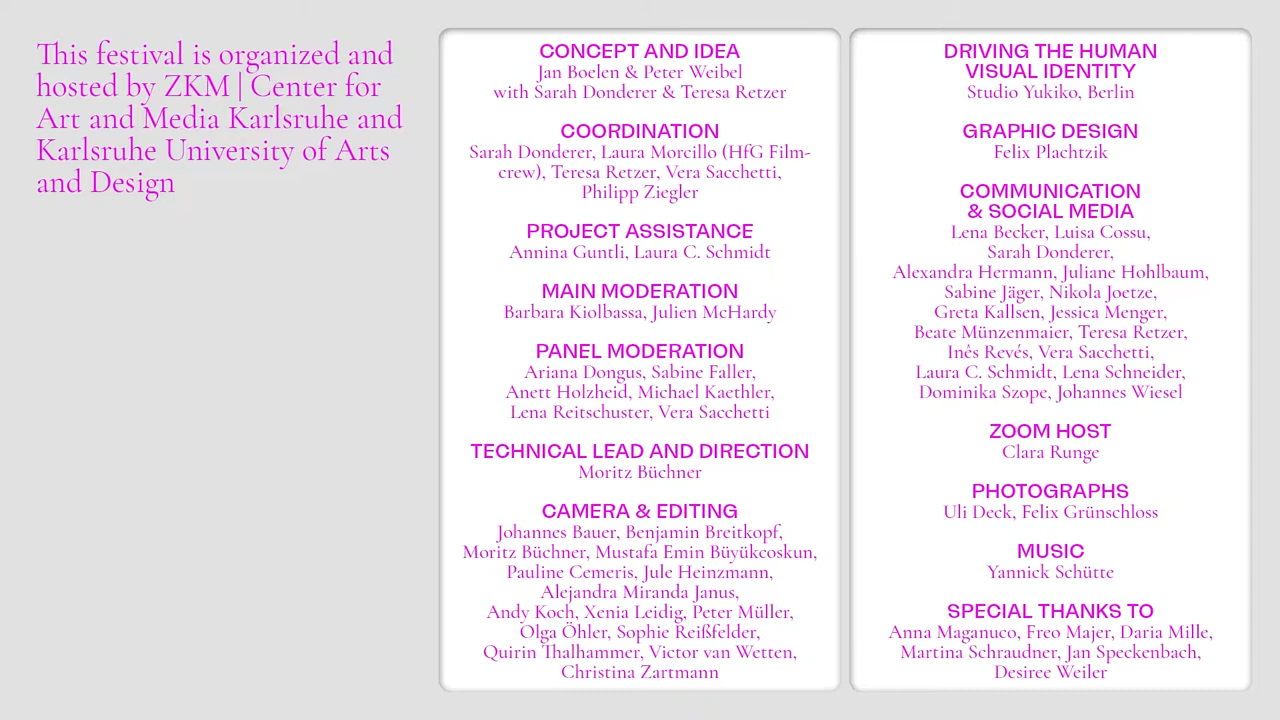 This festival is organized and
hosted by ZKM | Center for
Art and Media Karlsruhe and
Karlsruhe University of Arts
and Design
CONCEPT AND IDEA
Jan Boelen & Peter Weibel
with Sarah Donderer & Teresa Retzer
COORDINATION
Sarah Donderer, Laura Morcillo (HfG Film-
crew), Teresa Retzer, Vera Sacchetti,
Philipp Ziegler
PROJECT ASSISTANCE
Annina Guntli, Laura C. Schmidt
MAIN MODERATION
Barbara Kiolbassa, Julien McHardy
PANEL MODERATION
Ariana Dongus, Sabine Faller,
Anett Holzheid, Michael Kaethler,
Lena Reitschuster, Vera Sacchetti
TECHNICAL LEAD AND DIRECTION
Moritz Büchner
CAMERA & EDITING
Johannes Bauer, Benjamin Breitkopf,
Moritz Büchner, Mustafa Emin Büyükcoskun,
Pauline Cemeris, Jule Heinzmann,
Alejandra Miranda Janus,
Andy Koch, Xenia Leidig, Peter Müller,
Olga Öhler, Sophie Reißfelder,
Quirin Thalhammer, Victor van Wetten,
Christina Zartmann
DRIVING THE HUMAN
VISUAL IDENTITY
Studio Yukiko, Berlin
GRAPHIC DESIGN
Felix Plachtzik
COMMUNICATION
& SOCIAL MEDIA
Lena Becker, Luisa Cossu,
Sarah Donderer,
Alexandra Hermann, Juliane Hohlbaum,
Sabine Jäger, Nikola Joetze,
Greta Kallsen, Jessica Menger,
Beate Münzenmaier, Teresa Retzer,
Inês Revés, Vera Sacchetti,
Laura C. Schmidt, Lena Schneider,
Dominika Szope, Johannes Wiesel
ZOOM HOST
Clara Runge
PHOTOGRAPHS
Uli Deck, Felix Grünschloss
MUSIC
Yannick Schütte
SPECIAL THANKS TO
Anna Maganuco, Freo Majer, Daria Mille,
Martina Schraudner, Jan Speckenbach,
Desiree Weiler